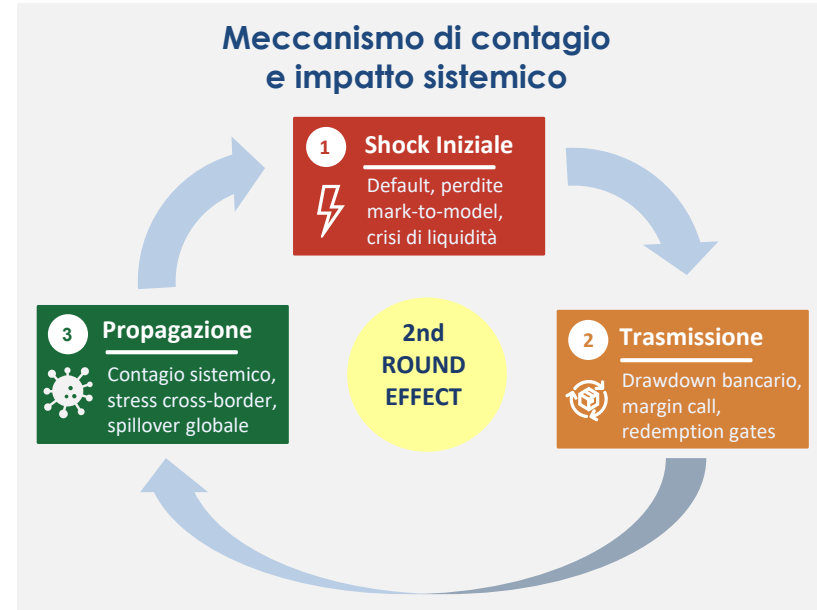 Meccanismo di contagio
e impatto sistemico
1
Shock Iniziale
Default, perdite
mark-to-model,
crisi di liquidità
2
Trasmissione
Drawdown bancario,
margin call,
redemption gates
3
Propagazione
Contagio sistemico,
stress cross-border,
spillover globale
2nd
ROUND
EFFECT